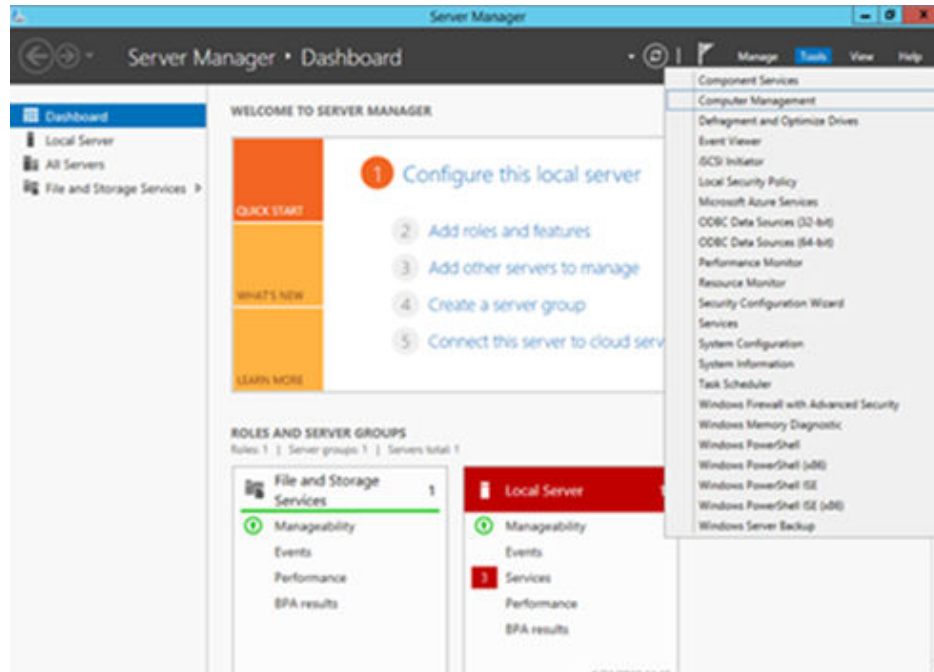 Server Manager
Server Manager • Dashboard
Manage Tools View Help
Dashboard
Local Server
All Servers
File and Storage Services
WELCOME TO SERVER MANAGER
QUICK START
WHAT'S NEW
LEARN MORE
1 Configure this local server
2 Add roles and features
3 Add other servers to manage
4 Create a server group
5 Connect this server to cloud serv
Component Services
Computer Management
Defragment and Optimize Drives
Event Viewer
iSCSI Initiator
Local Security Policy
Microsoft Azure Services
ODBC Data Sources (32-bit)
ODBC Data Sources (64-bit)
Performance Monitor
Resource Monitor
Security Configuration Wizard
Services
System Configuration
System Information
Task Scheduler
Windows Firewall with Advanced Security
Windows Memory Diagnostic
Windows PowerShell
Windows PowerShell (x86)
Windows PowerShell ISE
Windows PowerShell ISE (x86)
Windows Server Backup
ROLES AND SERVER GROUPS
Roles: 1 | Server groups: 1 | Servers total: 1
File and Storage Services 1
Manageability
Events
Performance
BPA results
Local Server
Manageability
Events
3 Services
Performance
BPA results